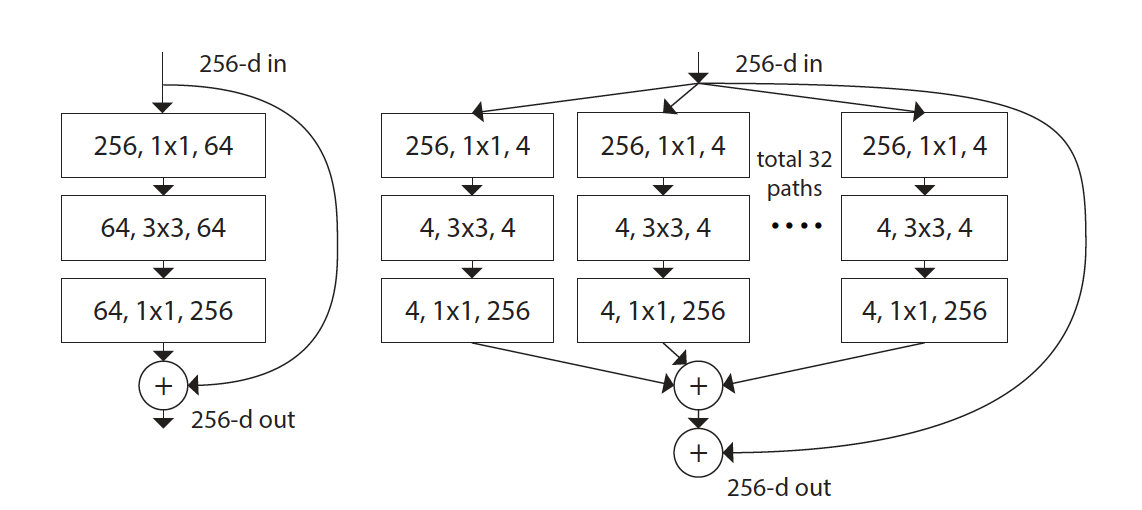 256-d in
256, 1x1, 64
64, 3x3, 64
64, 1x1, 256
+
256-d out
256-d in
256, 1x1, 4
256, 1x1, 4
total 32
paths
256, 1x1, 4
4, 3x3, 4
4, 3x3, 4
....
4, 3x3, 4
4, 1x1, 256
4, 1x1, 256
4, 1x1, 256
+
+
256-d out